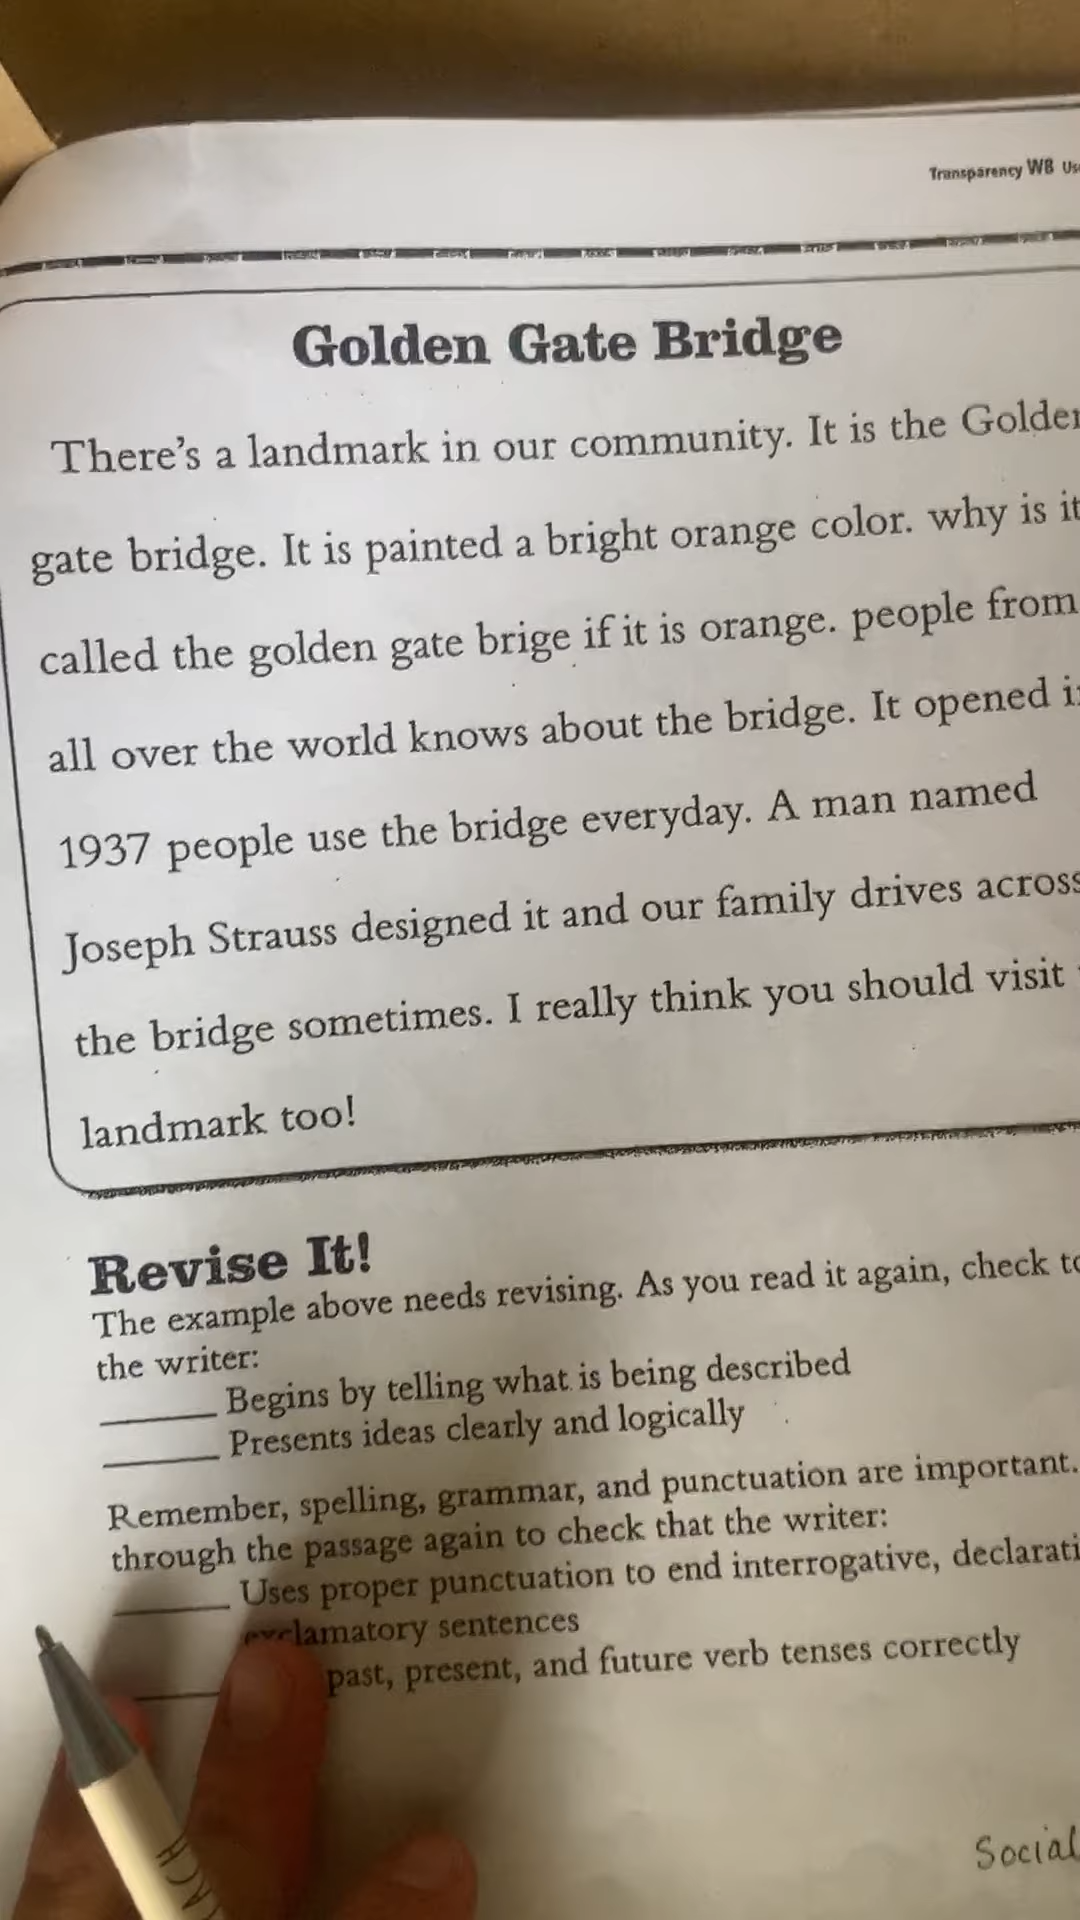 Transparency WB
Golden Gate Bridge
There's a landmark in our community. It is the
gate bridge. It is painted a bright orange color. why is it
called the golden gate brige if it is orange. people from
all over the world knows about the bridge. It opened
1937 people use the bridge everyday. A man named
Joseph Strauss designed it and our family drives across
the bridge sometimes. I really think you should visit
landmark too!
Revise It!
The example above needs revising. As you read it again, check
the writer:
Begins by telling what is being described
Presents ideas clearly and logically
Remember, spelling, grammar, and punctuation are important.
through the passage again to check that the writer:
Uses proper punctuation to end interrogative,
exclamatory sentences
past, present, and future verb tenses correctly
Social